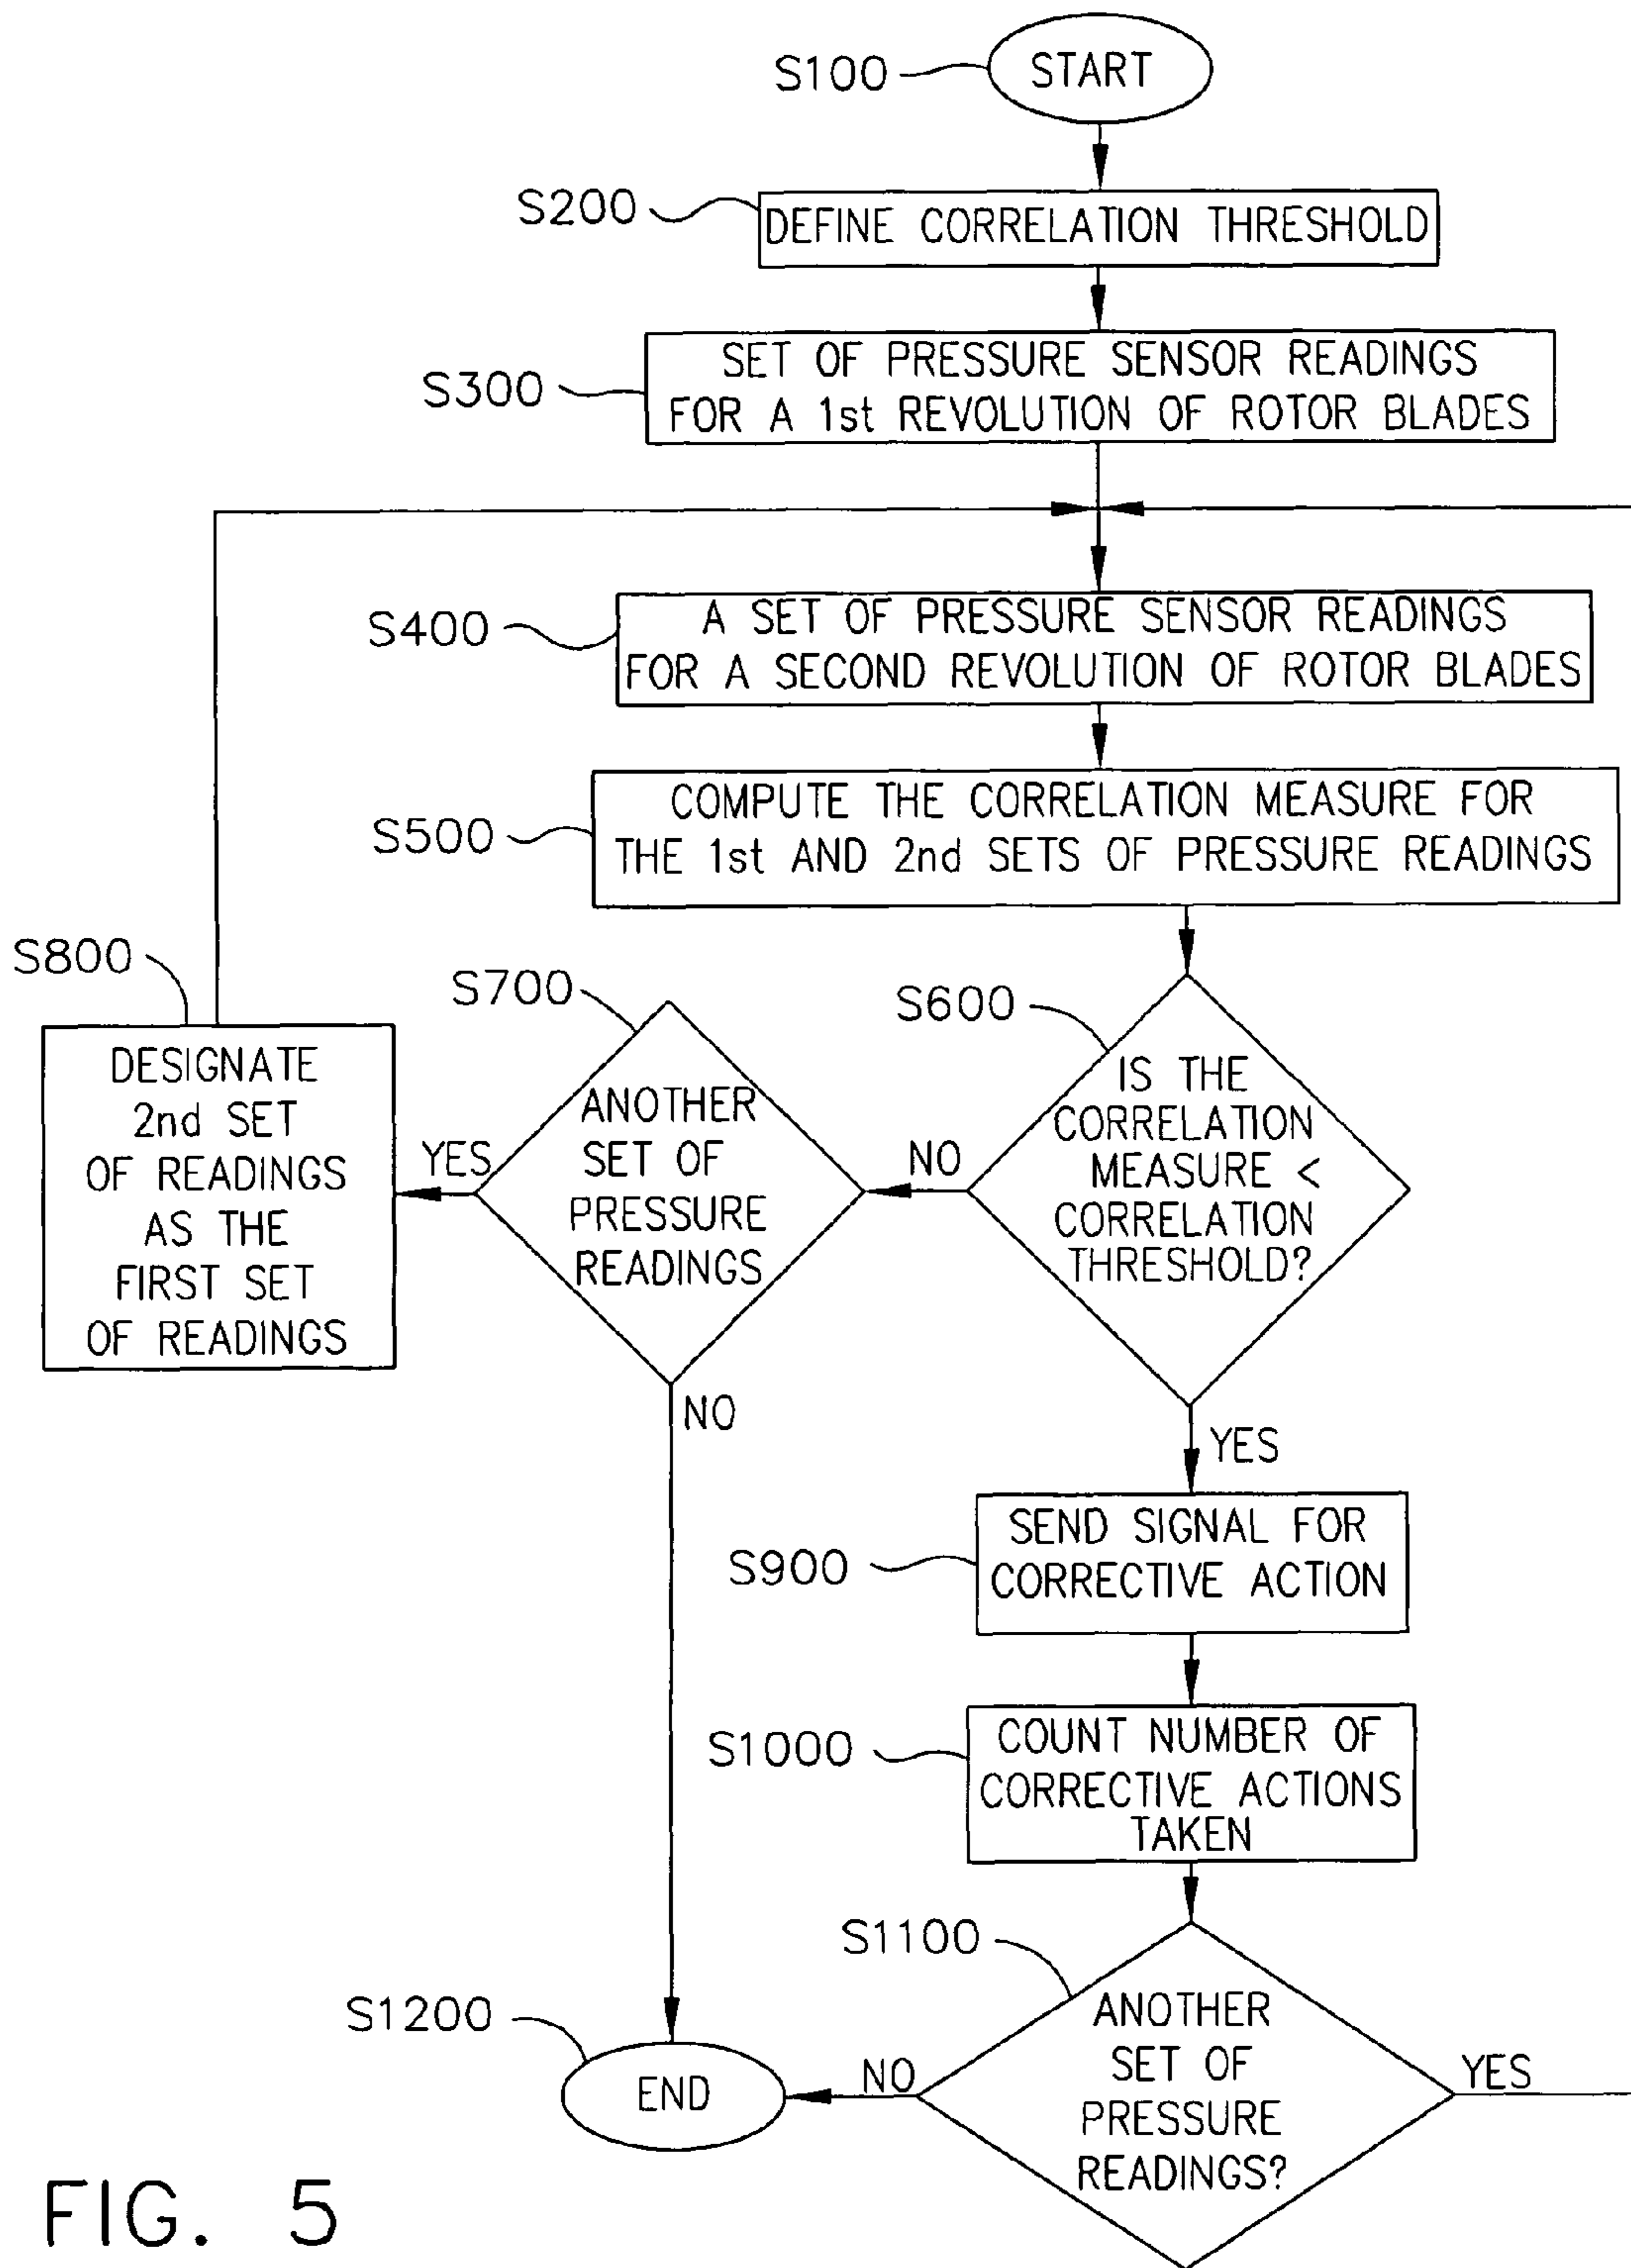 S100
START
S200
DEFINE CORRELATION THRESHOLD
S300
SET OF PRESSURE SENSOR READINGS
FOR A 1st REVOLUTION OF ROTOR BLADES
S400
A SET OF PRESSURE SENSOR READINGS
FOR A SECOND REVOLUTION OF ROTOR BLADES
S500
COMPUTE THE CORRELATION MEASURE FOR
THE 1st AND 2nd SETS OF PRESSURE READINGS
S600
IS THE
CORRELATION
MEASURE <
CORRELATION
THRESHOLD?
NO
S700
ANOTHER
SET OF
PRESSURE
READINGS
YES
S800
DESIGNATE
2nd SET
OF READINGS
AS THE
FIRST SET
OF READINGS
NO
YES
S900
SEND SIGNAL FOR
CORRECTIVE ACTION
S1000
COUNT NUMBER OF
CORRECTIVE ACTIONS
TAKEN
S1100
ANOTHER
SET OF
PRESSURE
READINGS?
YES
NO
S1200
END
FIG. 5